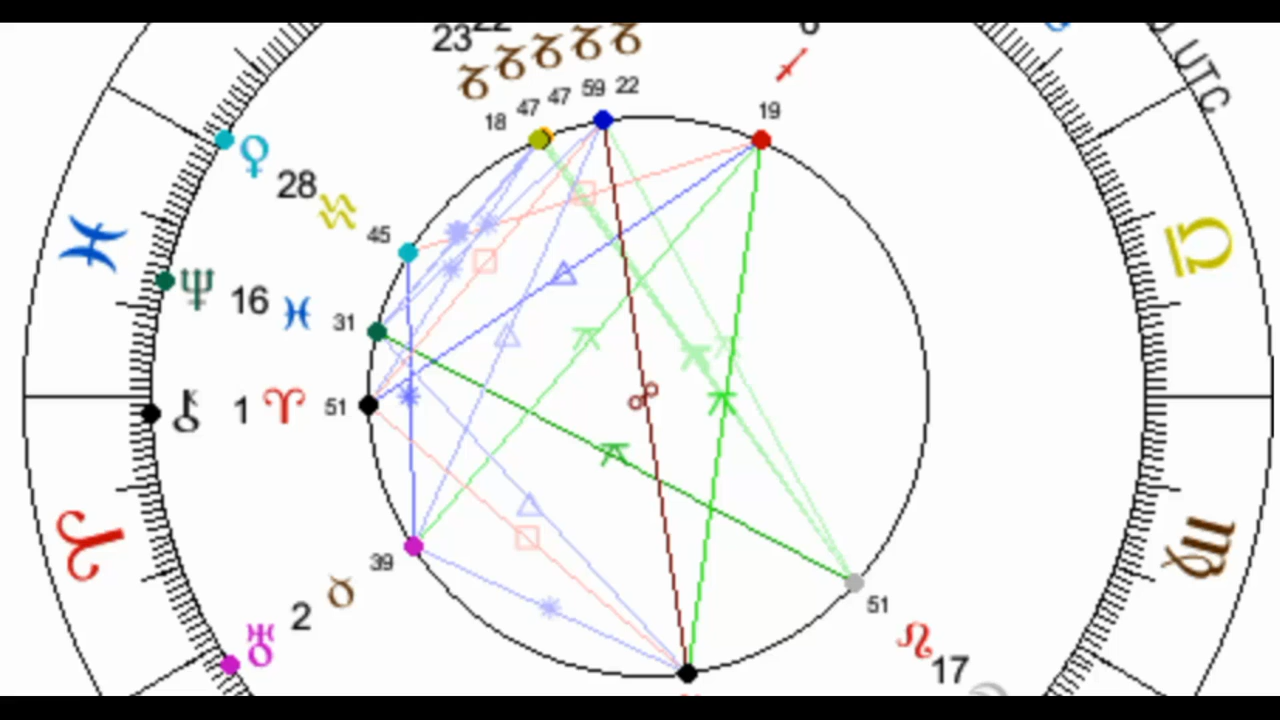 23 22
♑ ♑ ♑ ♑ ♑
18 47 47 59 22
♐
19
UTC
♀ 28 ♒ 45
♓
♎
♆ 16 ♓ 31
⚷ 1 ♈ 51
♈
♍
39
♉
2
♅
51
♌
17